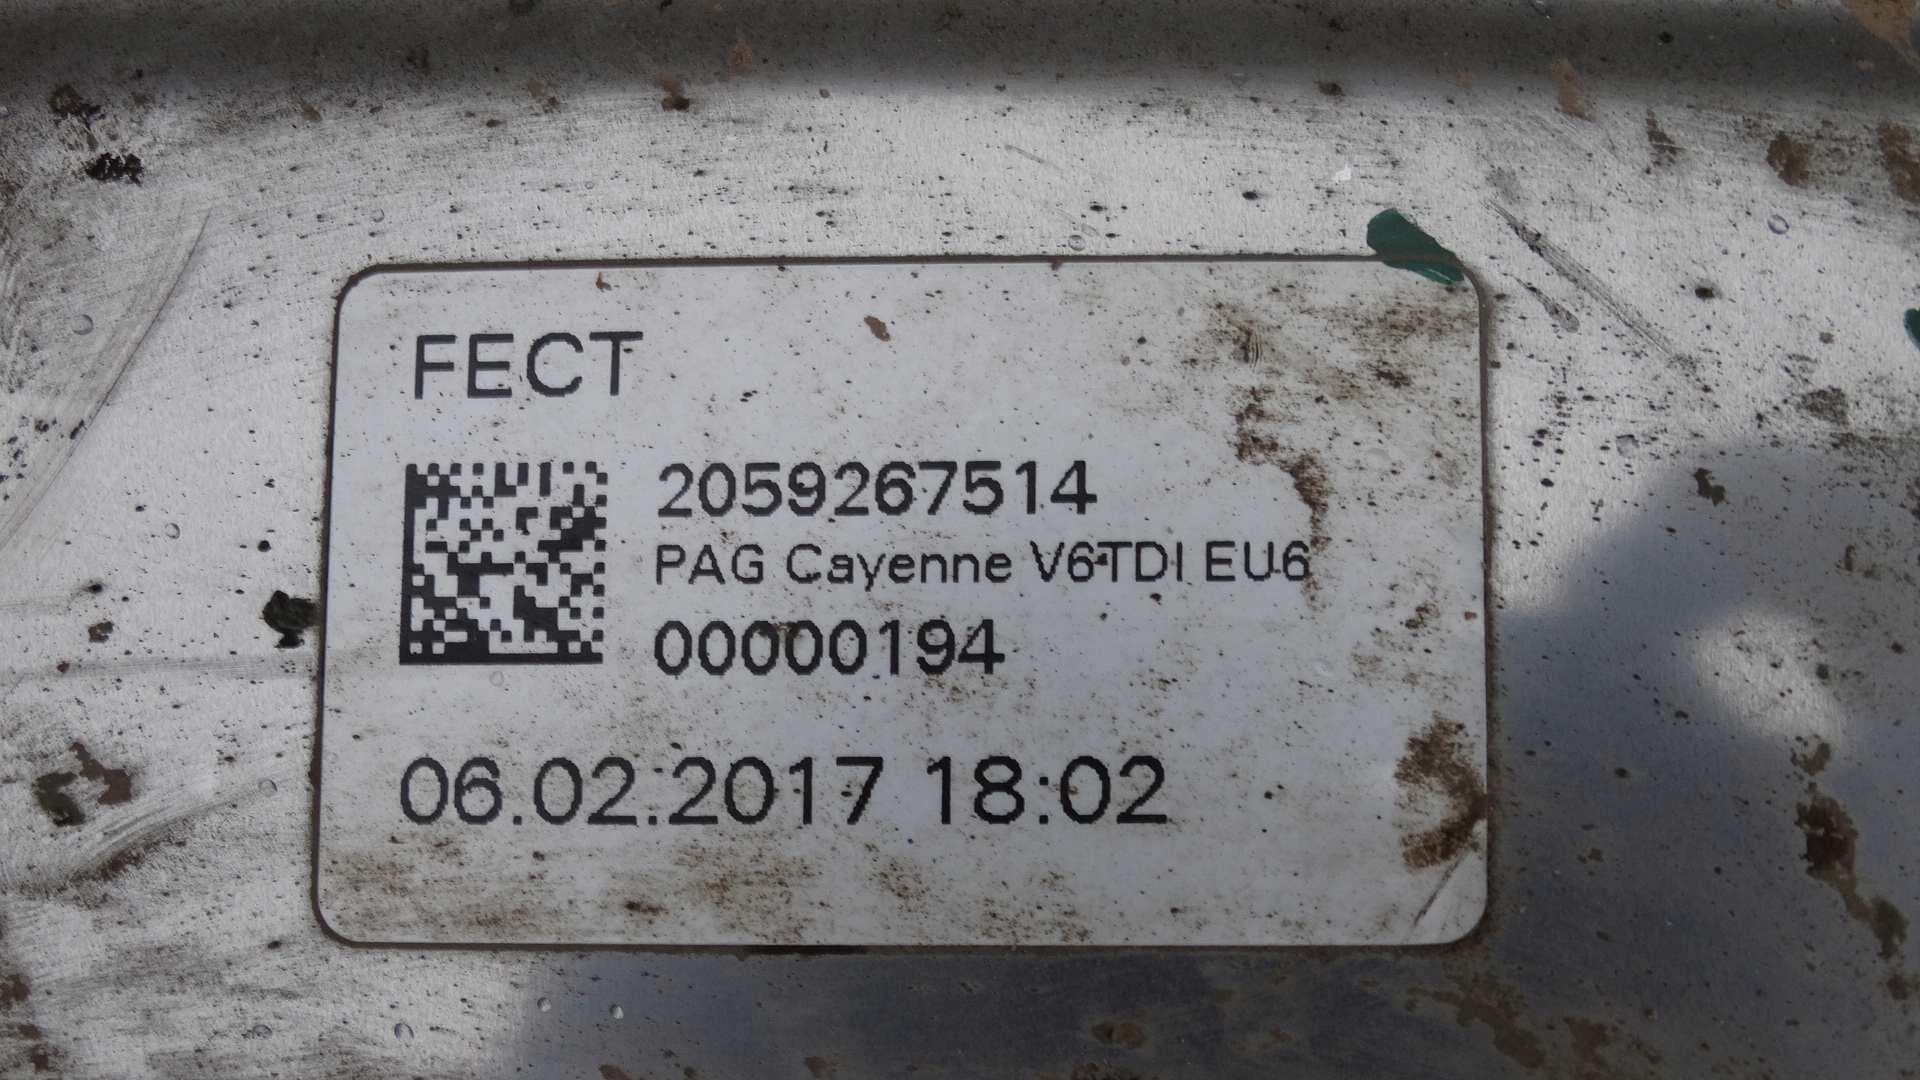 FECT
2059267514
PAG Cayenne V6TDI EU6
00000194
06.02.2017 18:02